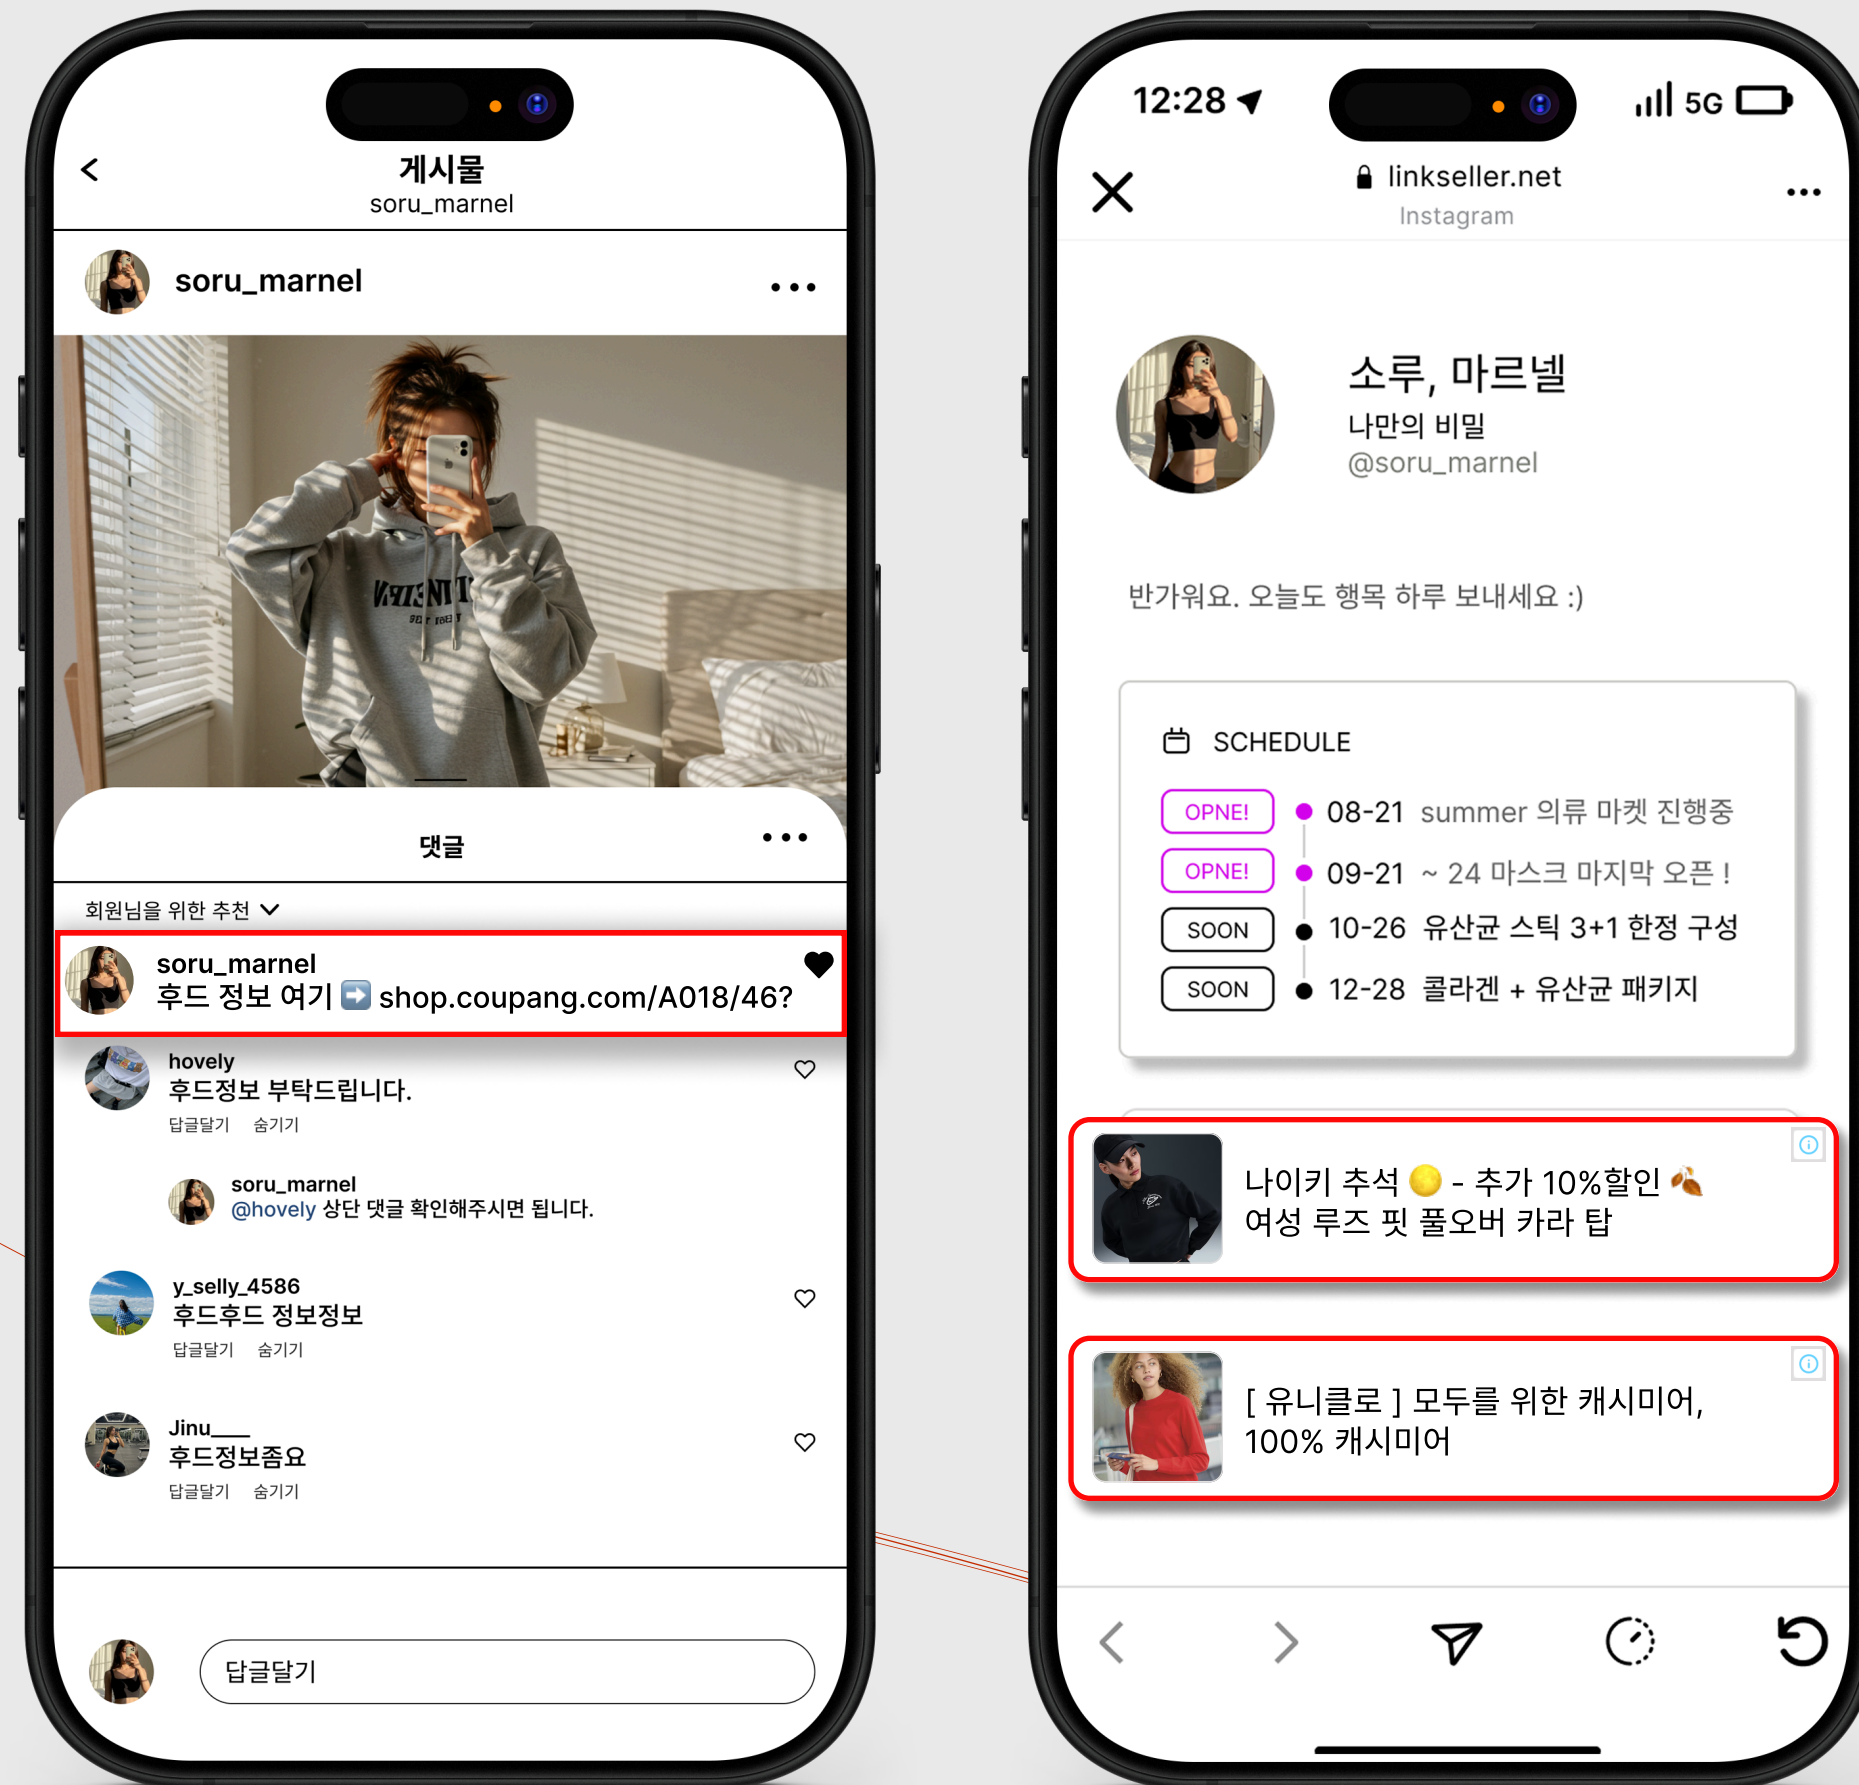 게시물
soru_marnel
soru_marnel
댓글
회원님을 위한 추천
soru_marnel
후드 정보 여기 ➡️ shop.coupang.com/A018/46?
hovely
후드정보 부탁드립니다.
답글달기 숨기기
soru_marnel
@hovely 상단 댓글 확인해주시면 됩니다.
y_selly_4586
후드후드 정보정보
답글달기 숨기기
Jinu___
후드정보좀요
답글달기 숨기기
답글달기
12:28 5G
linkseller.net
Instagram
소루, 마르넬
나만의 비밀
@soru_marnel
반가워요. 오늘도 행목 하루 보내세요 :)
SCHEDULE
OPNE! 08-21 summer 의류 마켓 진행중
OPNE! 09-21 ~ 24 마스크 마지막 오픈 !
SOON 10-26 유산균 스틱 3+1 한정 구성
SOON 12-28 콜라겐 + 유산균 패키지
나이키 추석 🌕 - 추가 10%할인 🍂
여성 루즈 핏 풀오버 카라 탑
[ 유니클로 ] 모두를 위한 캐시미어,
100% 캐시미어